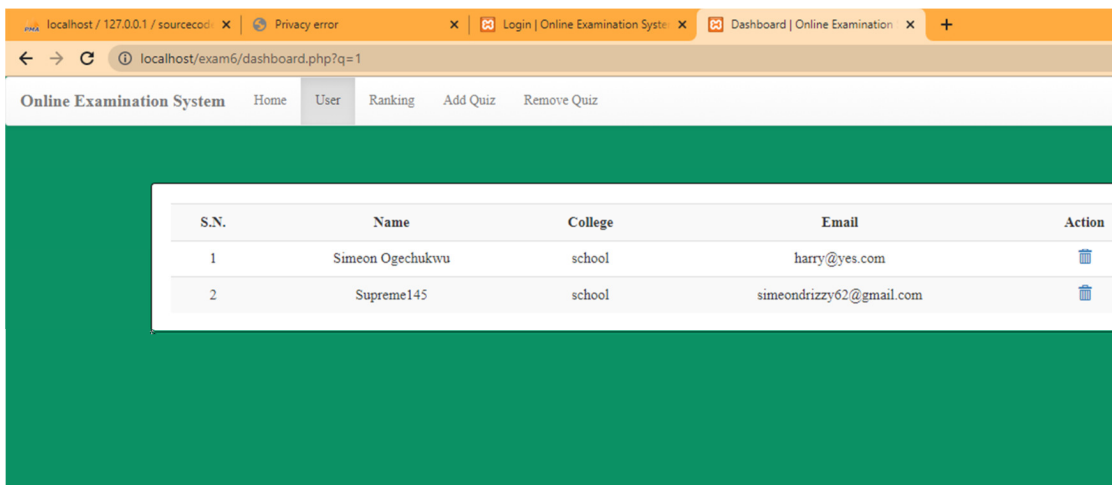 localhost / 127.0.0.1 / sourcecod
Privacy error
Login | Online Examination Syste
Dashboard | Online Examination
localhost/exam6/dashboard.php?q=1
Online Examination System Home User Ranking Add Quiz Remove Quiz
S.N. Name College Email Action
1 Simeon Ogechukwu school harry@yes.com
2 Supreme145 school simeondrizzy62@gmail.com